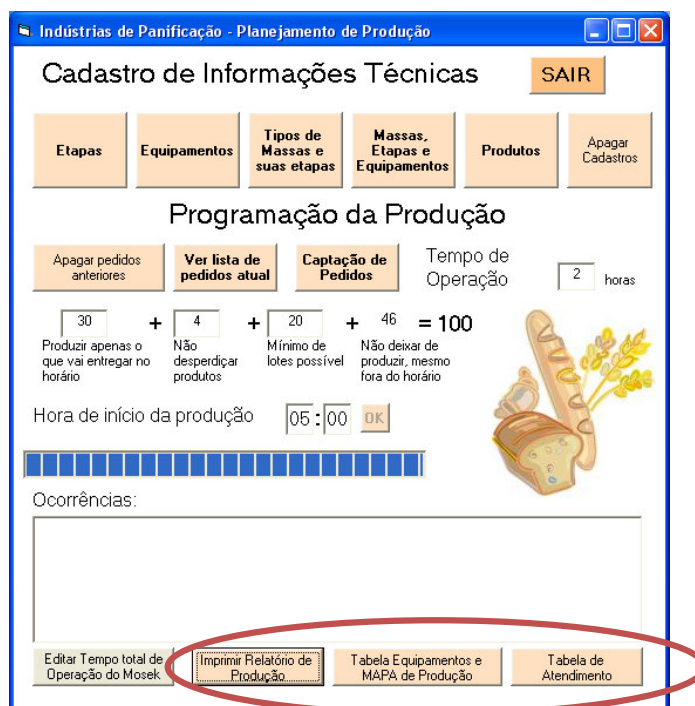 Indústrias de Panificação - Planejamento de Produção
Cadastro de Informações Técnicas
SAIR
Etapas
Equipamentos
Tipos de
Massas e
suas etapas
Massas,
Etapas e
Equipamentos
Produtos
Apagar
Cadastros
Programação da Produção
Apagar pedidos
anteriores
Ver lista de
pedidos atual
Captação de
Pedidos
Tempo de
Operação
2 horas
30 + 4 + 20 + 46 = 100
Produzir apenas o
que vai entregar no
horário
Não
desperdiçar
produtos
Mínimo de
lotes possível
Não deixar de
produzir, mesmo
fora do horário
Hora de início da produção 05:00 OK
Ocorrências:
Editar Tempo total de
Operação do Mosek
Imprimir Relatório de
Produção
Tabela Equipamentos e
MAPA de Produção
Tabela de
Atendimento